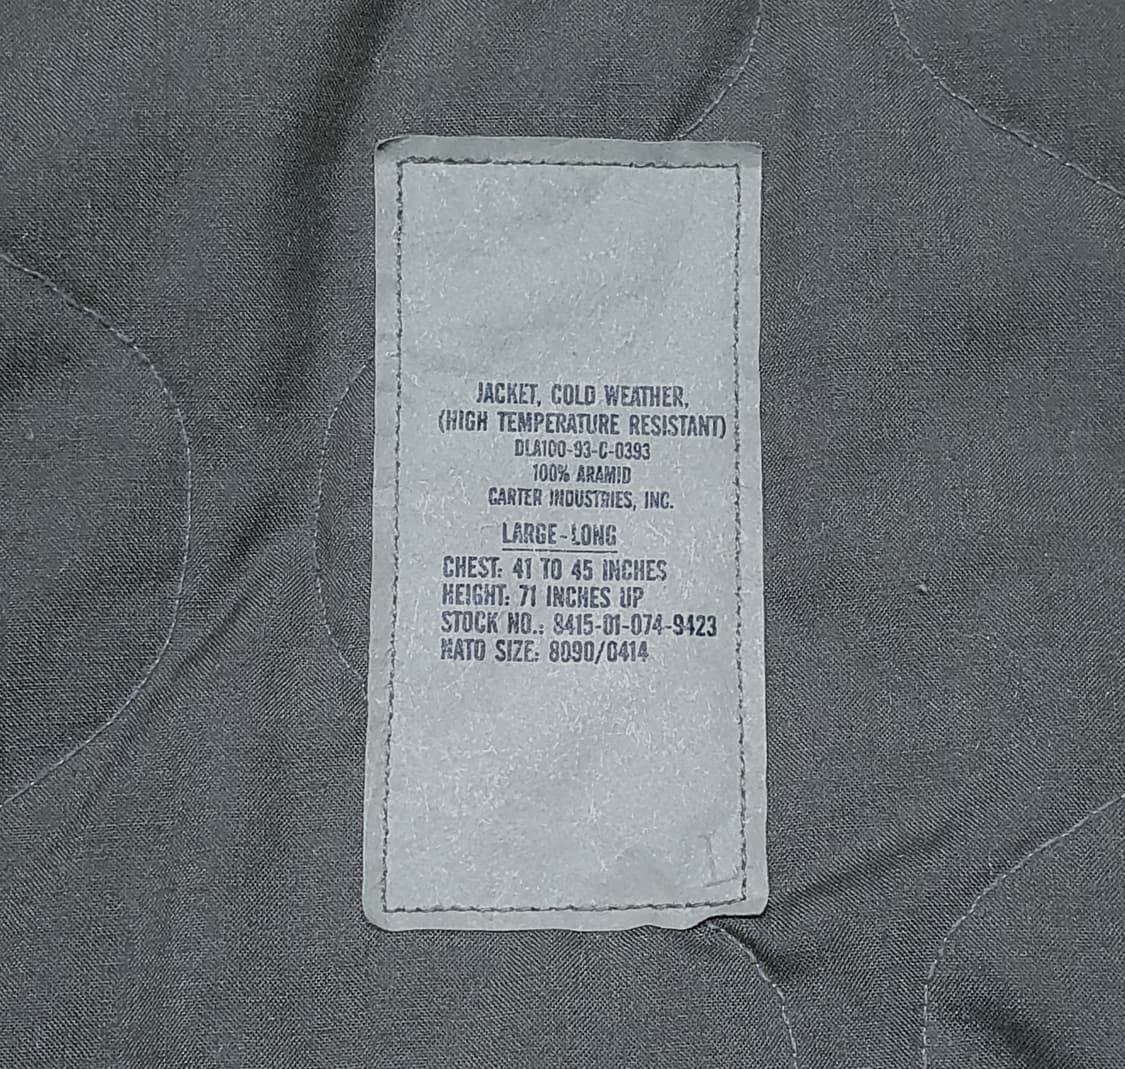 JACKET, COLD WEATHER,
(HIGH TEMPERATURE RESISTANT)
DLA100-93-C-0393
100% ARAMID
CARTER INDUSTRIES, INC.
LARGE-LONG
CHEST: 41 TO 45 INCHES
HEIGHT: 71 INCHES UP
STOCK NO.: 8415-01-074-9423
NATO SIZE: 8090/0414